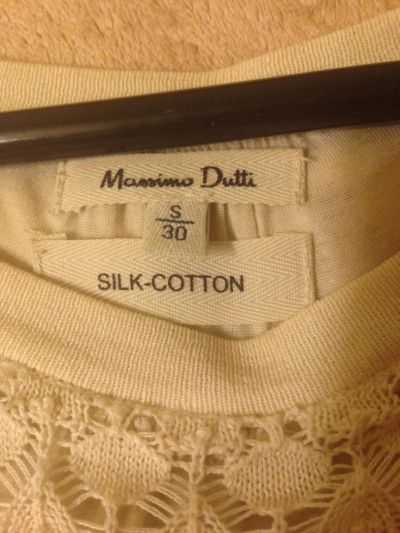 Massimo Dutti
S
30
SILK-COTTON